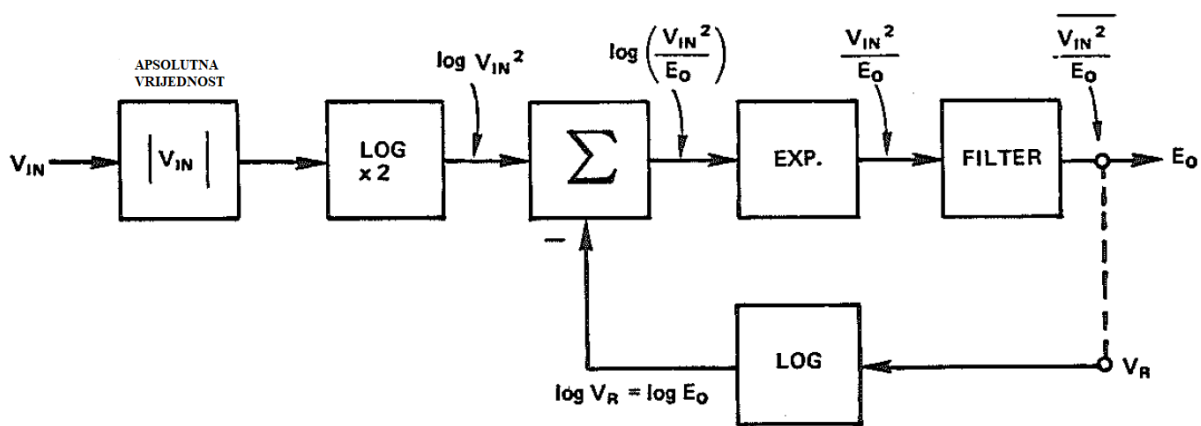 APSOLUTNA
VRIJEDNOST
log V_IN²
log (V_IN² / E_O)
V_IN² / E_O
V_IN² / E_O
V_IN
|V_IN|
LOG
x 2
Σ
EXP.
FILTER
E_O
−
LOG
V_R
log V_R = log E_O